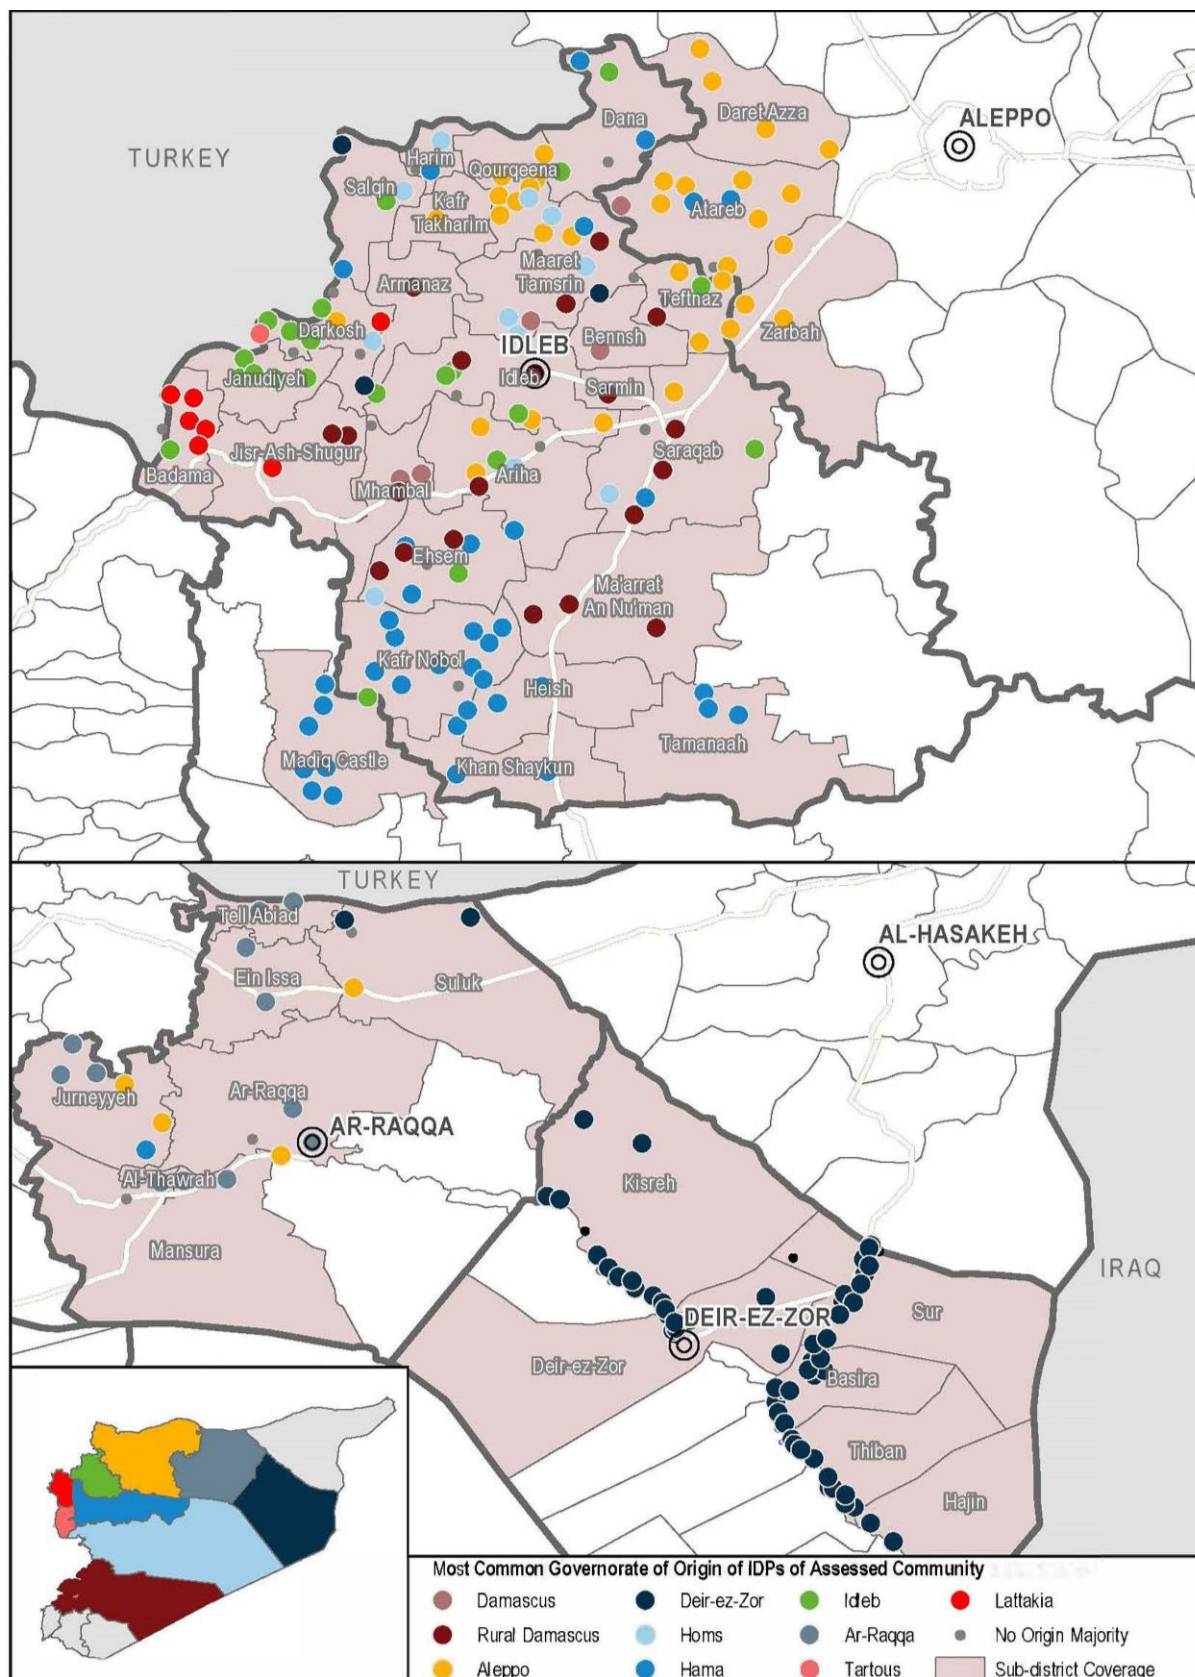 TURKEY
ALEPPO
Daret Azza
Dana
Harim
Qourqeena
Salqin
Kafr
Takharim
Atareb
Maaret
Tamsrin
Armanaz
Teftnaz
Zarbah
Darkosh
Bennsh
IDLEB
Idleb
Janudiyeh
Sarmin
Jisr-Ash-Shugur
Saraqab
Badama
Mhambal
Ariha
Ehsem
Ma'arrat
An Nu'man
Kafr Nobol
Heish
Tamanaah
Madiq Castle
Khan Shaykun
TURKEY
Tell Abiad
AL-HASAKEH
Ein Issa
Suluk
Jurneyyeh
Ar-Raqqa
AR-RAQQA
Al-Thawrah
Kisreh
Mansura
IRAQ
DEIR-EZ-ZOR
Sur
Deir-ez-Zor
Basira
Thiban
Hajin
Most Common Governorate of Origin of IDPs of Assessed Community
Damascus Deir-ez-Zor Idleb Lattakia
Rural Damascus Homs Ar-Raqqa No Origin Majority
Aleppo Hama Tartous Sub-district Coverage